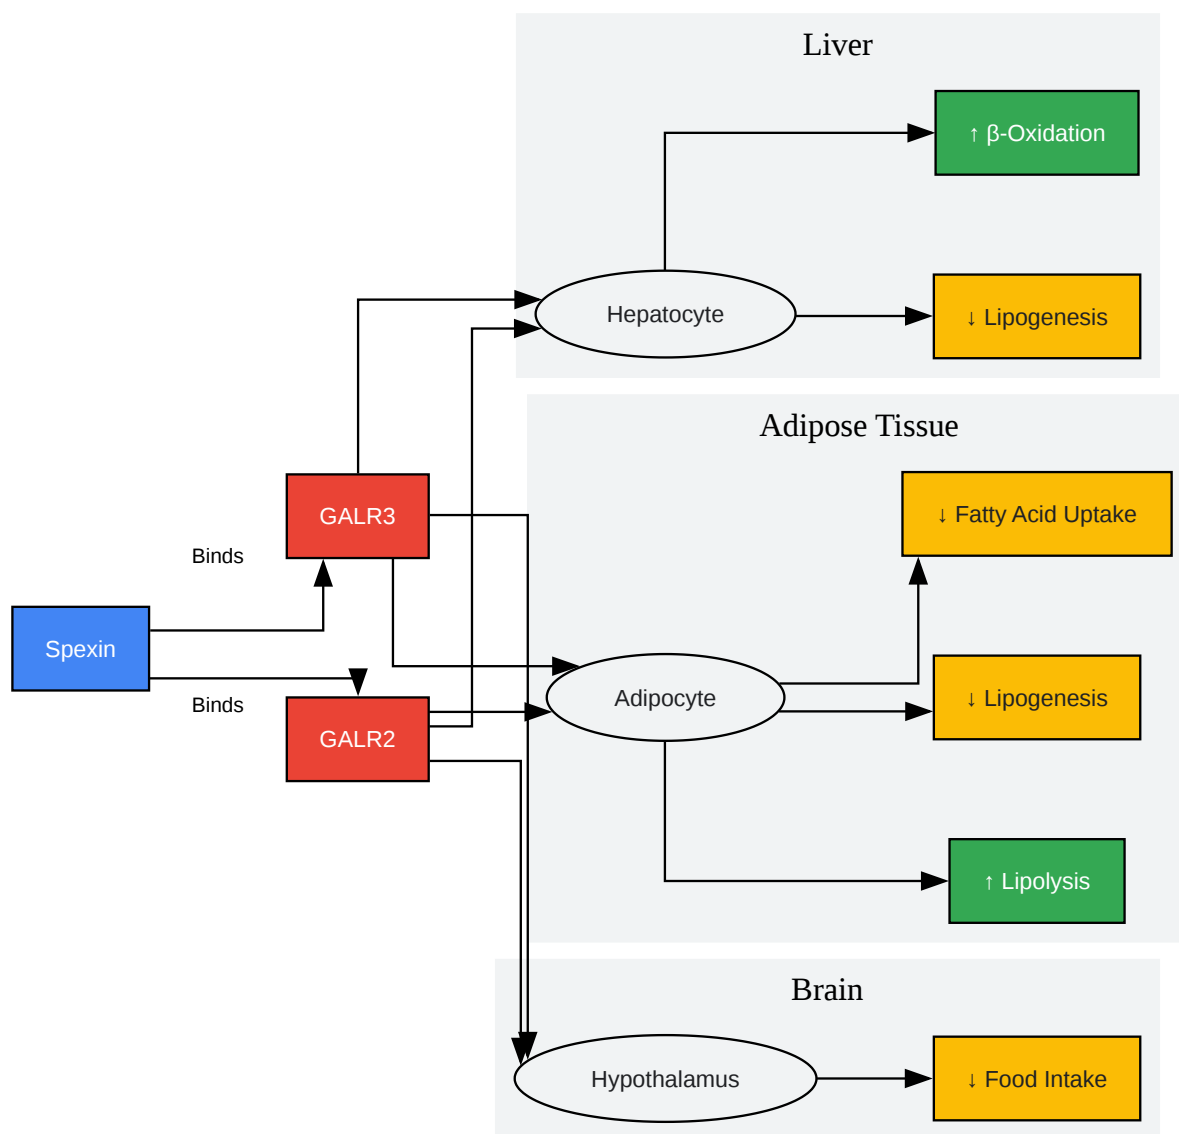 Liver
↑ β-Oxidation
Hepatocyte
↓ Lipogenesis
Adipose Tissue
↓ Fatty Acid Uptake
GALR3
Binds
Spexin
Binds
GALR2
Adipocyte
↓ Lipogenesis
↑ Lipolysis
Brain
Hypothalamus
↓ Food Intake